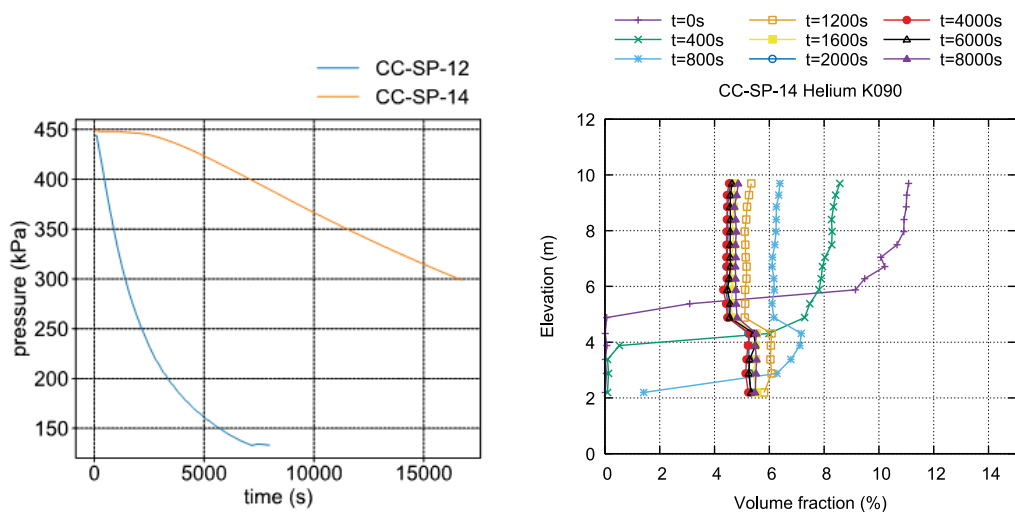 CC-SP-12
CC-SP-14
450
400
350
300
250
200
150
pressure (kPa)
0
5000
10000
15000
time (s)
t=0s
t=400s
t=800s
t=1200s
t=1600s
t=2000s
t=4000s
t=6000s
t=8000s
CC-SP-14 Helium K090
12
10
8
6
4
2
0
Elevation (m)
0
2
4
6
8
10
12
14
Volume fraction (%)